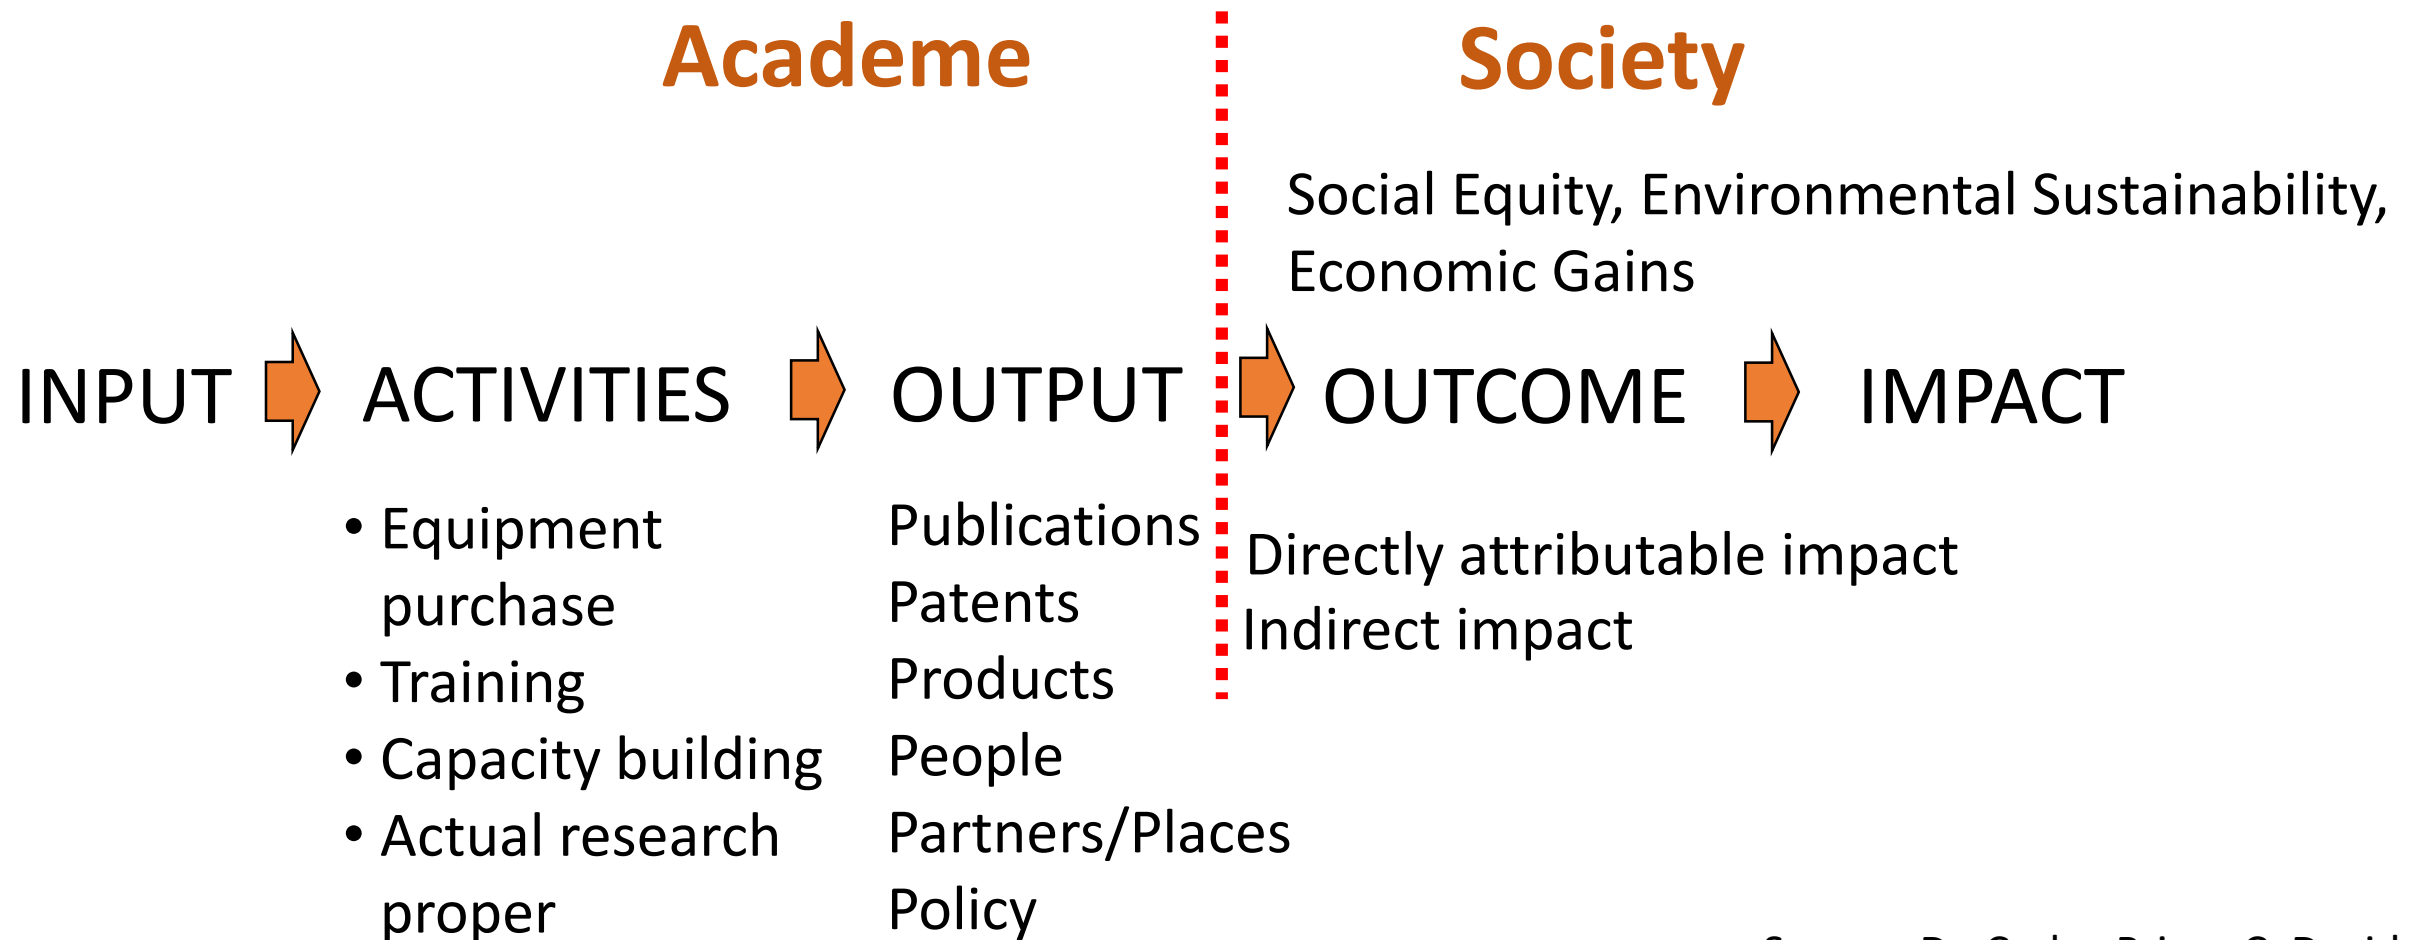 Academe
Society
Social Equity, Environmental Sustainability,
Economic Gains
INPUT
ACTIVITIES
OUTPUT
OUTCOME
IMPACT
• Equipment
purchase
• Training
• Capacity building
• Actual research
proper
Publications
Patents
Products
People
Partners/Places
Policy
Directly attributable impact
Indirect impact